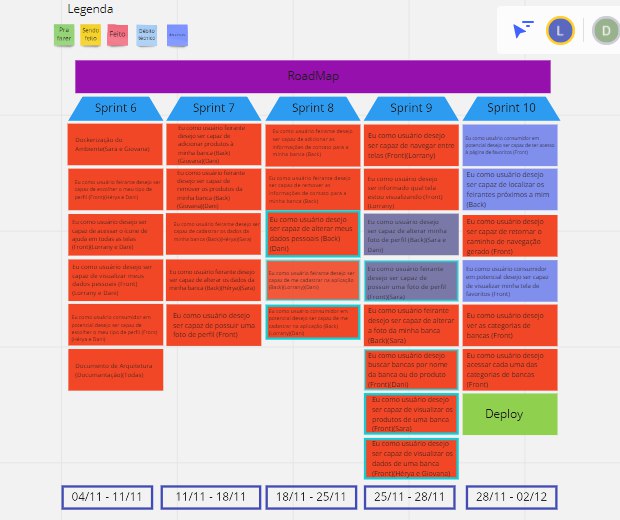 Legenda
Pra
fazer
Sendo
feito
Feito
Débito
técnico
L
D
RoadMap
Sprint 6
Sprint 7
Sprint 8
Sprint 9
Sprint 10
Dockerização do
Ambiente(Sara e Giovana)
Eu como usuário feirante desejo ser
capaz de escolher o meu tipo de
perfil (Front)(Hérya e Dani)
Eu como usuário desejo ser
capaz de acessar o ícone de
ajuda em todas as telas
(Front)(Lorrany e Dani)
Eu como usuário desejo ser
capaz de visualizar meus
dados pessoais (Front)
(Lorrany e Dani)
Eu como usuário consumidor em
potencial desejo ser capaz de
escolher o meu tipo de perfil (Front)
(Hérya e Dani)
Documento de Arquitetura
(Documentação)(Todas)
Eu como usuário feirante
desejo ser capaz de
adicionar produtos à
minha banca (Back)
(Giovana)(Dani)
Eu como usuário feirante
desejo ser capaz de
remover os produtos da
minha banca (Back)
(Giovana)(Dani)
Eu como usuário feirante desejo ser
capaz de cadastrar os dados da
minha banca (Back)(Hérya)(Sara)
Eu como usuário feirante desejo
ser capaz de alterar os dados da
minha banca (Back)(Hérya)(Sara)
Eu como usuário desejo
ser capaz de possuir uma
foto de perfil (Front)
Eu como usuário feirante desejo
ser capaz de adicionar as
informações de contato para a
minha banca (Back)
Eu como usuário feirante desejo
ser capaz de remover as
informações de contato para a
minha banca (Back)
Eu como usuário desejo
ser capaz de alterar meus
dados pessoais (Back)
(Dani)
Eu como usuário feirante desejo
ser capaz de me cadastrar na aplicação
(Back)(Lorrany)(Dani)
Eu como usuário consumidor em
potencial desejo ser capaz de me
cadastrar na aplicação (Back)
(Lorrany)(Dani)
Eu como usuário desejo
ser capaz de navegar entre
telas (Front)(Lorrany)
Eu como usuário desejo
ser informado qual tela
estou visualizando (Front)
(Lorrany)
Eu como usuário desejo
ser capaz de alterar minha
foto de perfil(Back)(Sara e
Dani)
Eu como usuário feirante
desejo ser capaz de
possuir uma foto de perfil
(Front)(Sara)
Eu como usuário feirante
desejo ser capaz de alterar
a foto da minha banca
(Back)(Sara)
Eu como usuário desejo
buscar bancas por nome
da banca ou do produto
(Front)(Dani)
Eu como usuário desejo
ser capaz de visualizar os
produtos de uma banca
(Front)(Sara)
Eu como usuário desejo
ser capaz de visualizar os
dados de uma banca
(Front)(Hérya e Giovana)
Eu como usuário consumidor em
potencial desejo ser capaz de ter acesso
à página de favoritos (Front)
Eu como usuário desejo
ser capaz de localizar os
feirantes próximos a mim
(Back)
Eu como usuário desejo
ser capaz de retornar o
caminho de navegação
gerado (Front)
Eu como usuário consumidor
em potencial desejo ser capaz
de visualizar minha tela de
favoritos (Front)
Eu como usuário desejo
ver as categorias de
bancas (Front)
Eu como usuário desejo
acessar cada uma das
categorias de bancas
(Front)
Deploy
04/11 - 11/11
11/11 - 18/11
18/11 - 25/11
25/11 - 28/11
28/11 - 02/12